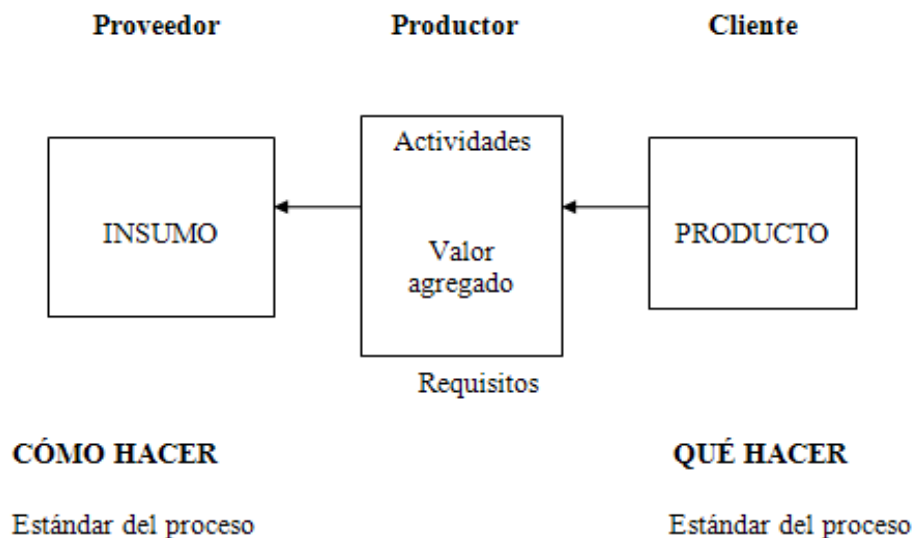 Proveedor Productor Cliente
Actividades
INSUMO
Valor
agregado
PRODUCTO
Requisitos
CÓMO HACER QUÉ HACER
Estándar del proceso Estándar del proceso